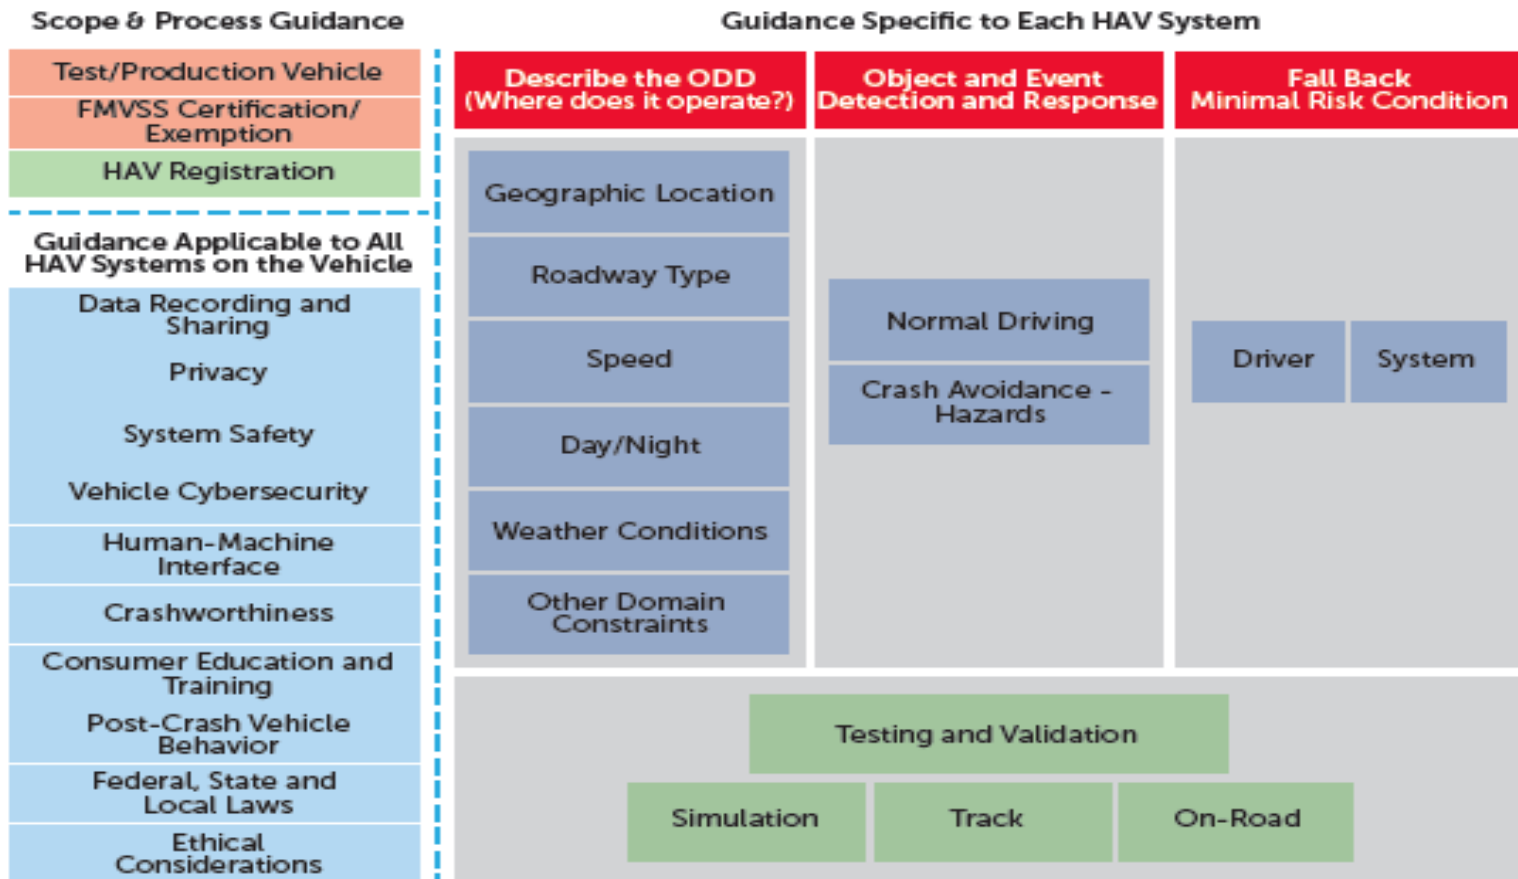 Scope & Process Guidance
Test/Production Vehicle
FMVSS Certification/
Exemption
HAV Registration
Guidance Applicable to All
HAV Systems on the Vehicle
Data Recording and
Sharing
Privacy
System Safety
Vehicle Cybersecurity
Human-Machine
Interface
Crashworthiness
Consumer Education and
Training
Post-Crash Vehicle
Behavior
Federal, State and
Local Laws
Ethical
Considerations
Guidance Specific to Each HAV System
Describe the ODD
(Where does it operate?)
Geographic Location
Roadway Type
Speed
Day/Night
Weather Conditions
Other Domain
Constraints
Object and Event
Detection and Response
Normal Driving
Crash Avoidance -
Hazards
Fall Back
Minimal Risk Condition
Driver
System
Testing and Validation
Simulation
Track
On-Road